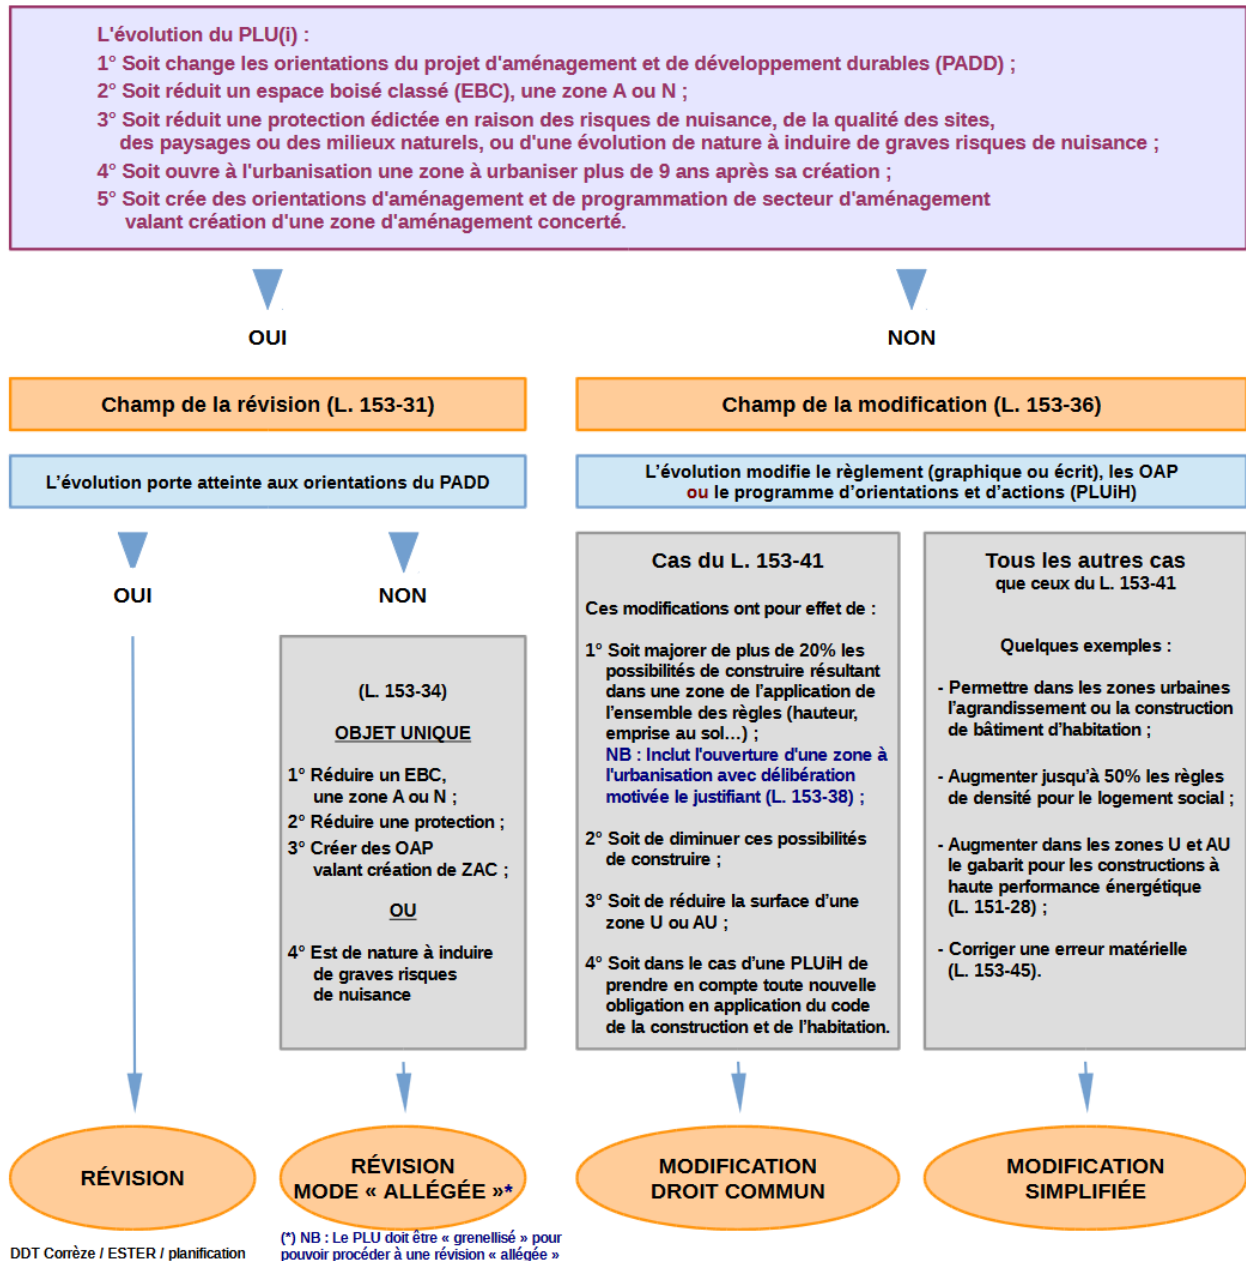 L'évolution du PLU(i) :
1° Soit change les orientations du projet d'aménagement et de développement durables (PADD) ;
2° Soit réduit un espace boisé classé (EBC), une zone A ou N ;
3° Soit réduit une protection édictée en raison des risques de nuisance, de la qualité des sites,
des paysages ou des milieux naturels, ou d'une évolution de nature à induire de graves risques de nuisance ;
4° Soit ouvre à l'urbanisation une zone à urbaniser plus de 9 ans après sa création ;
5° Soit crée des orientations d'aménagement et de programmation de secteur d'aménagement
valant création d'une zone d'aménagement concerté.
OUI
NON
Champ de la révision (L. 153-31)
Champ de la modification (L. 153-36)
L'évolution porte atteinte aux orientations du PADD
L'évolution modifie le règlement (graphique ou écrit), les OAP
ou le programme d'orientations et d'actions (PLUiH)
OUI
NON
(L. 153-34)
OBJET UNIQUE
1° Réduire un EBC,
une zone A ou N ;
2° Réduire une protection ;
3° Créer des OAP
valant création de ZAC ;
OU
4° Est de nature à induire
de graves risques
de nuisance
Cas du L. 153-41
Ces modifications ont pour effet de :
1° Soit majorer de plus de 20% les
possibilités de construire résultant
dans une zone de l'application de
l'ensemble des règles (hauteur,
emprise au sol…) ;
NB : Inclut l'ouverture d'une zone à
l'urbanisation avec délibération
motivée le justifiant (L. 153-38) ;
2° Soit de diminuer ces possibilités
de construire ;
3° Soit de réduire la surface d'une
zone U ou AU ;
4° Soit dans le cas d'une PLUiH de
prendre en compte toute nouvelle
obligation en application du code
de la construction et de l'habitation.
Tous les autres cas
que ceux du L. 153-41
Quelques exemples :
- Permettre dans les zones urbaines
l'agrandissement ou la construction
de bâtiment d'habitation ;
- Augmenter jusqu'à 50% les règles
de densité pour le logement social ;
- Augmenter dans les zones U et AU
le gabarit pour les constructions à
haute performance énergétique
(L. 151-28) ;
- Corriger une erreur matérielle
(L. 153-45).
RÉVISION
RÉVISION
MODE « ALLÉGÉE »*
MODIFICATION
DROIT COMMUN
MODIFICATION
SIMPLIFIÉE
DDT Corrèze / ESTER / planification
(*) NB : Le PLU doit être « grenellisé » pour
pouvoir procéder à une révision « allégée »